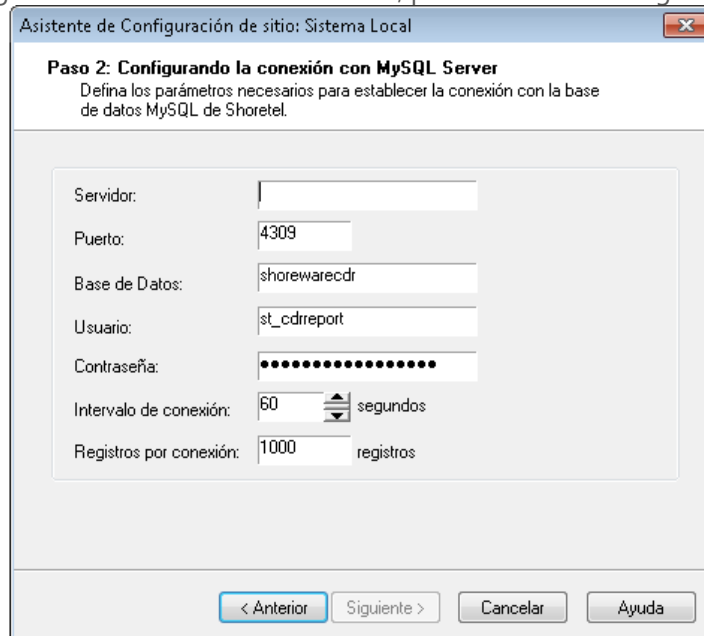 Asistente de Configuración de sitio: Sistema Local
Paso 2: Configurando la conexión con MySQL Server
Defina los parámetros necesarios para establecer la conexión con la base
de datos MySQL de Shoretel.
Servidor:
Puerto: 4309
Base de Datos: shorewarecdr
Usuario: st_cdrreport
Contraseña: •••••••••••••••••
Intervalo de conexión: 60 segundos
Registros por conexión: 1000 registros
< Anterior Siguiente > Cancelar Ayuda